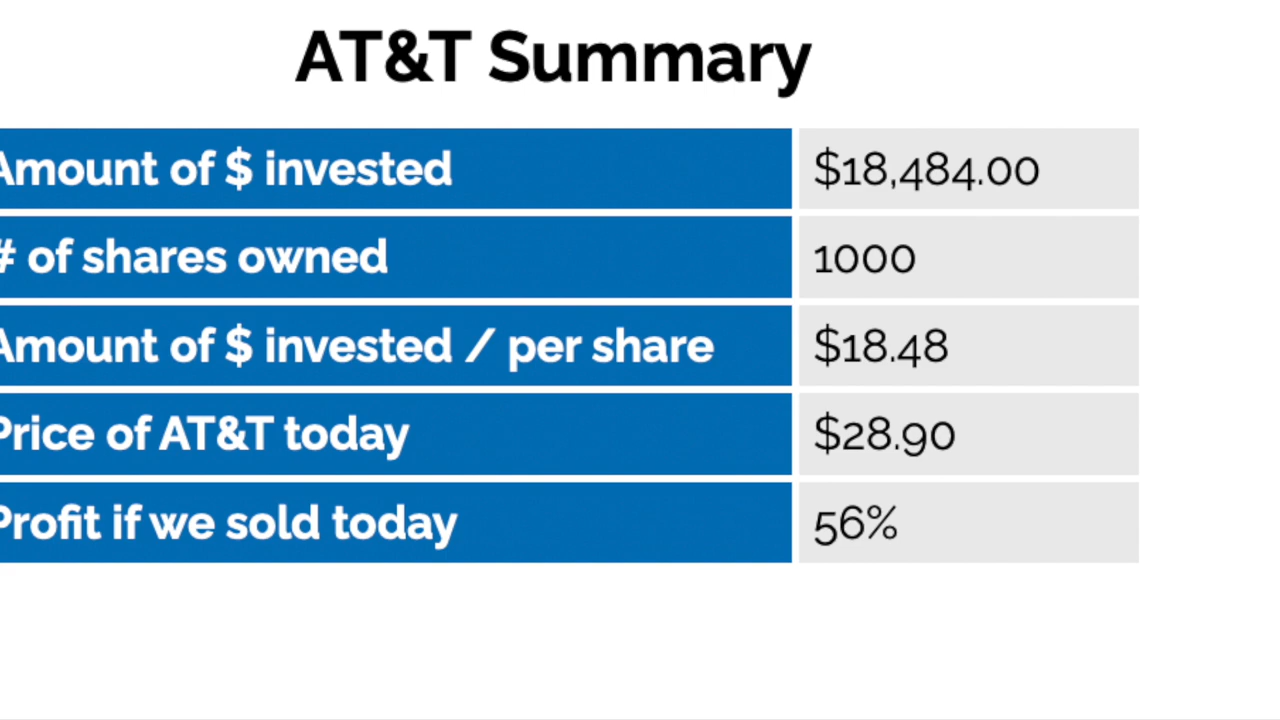 AT&T Summary
Amount of $ invested $18,484.00
# of shares owned 1000
Amount of $ invested / per share $18.48
Price of AT&T today $28.90
Profit if we sold today 56%